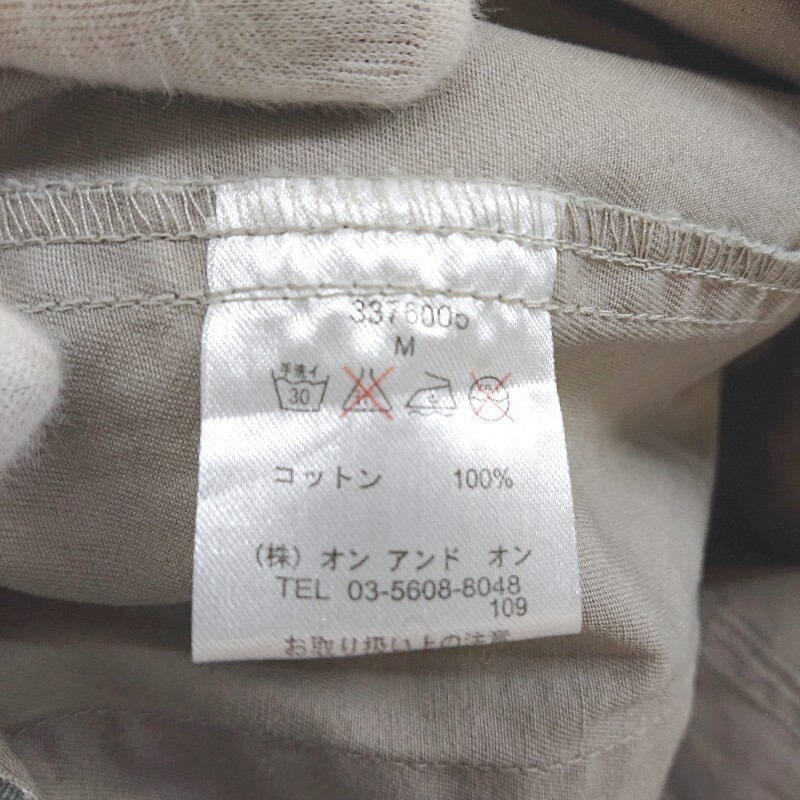 3376005
M
手洗イ
30
コットン 100%
(株) オン アンド オン
TEL 03-5608-8048
109
お取り扱い上の注意